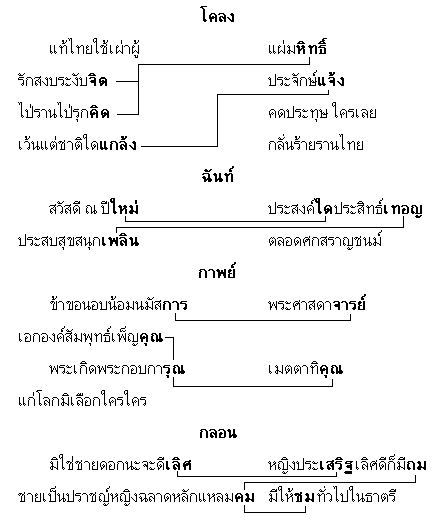 โคลง
แท้ไทยใช้เผ่าผู้ แผ่มหิทธิ์
รักสงบระงับจิต ประจักษ์แจ้ง
ไป่รานไป่รุกคิด คดประทุษ ใครเลย
เว้นแต่ชาติใดแกล้ง กลั่นร้ายรานไทย
ฉันท์
สวัสดี ณ ปีใหม่ ประสงค์ใดประสิทธ์เทอญ
ประสบสุขสนุกเพลิน ตลอดศกสราญชนม์
กาพย์
ข้าขอนอบน้อมนมัสการ พระศาสดาจารย์
เอกองค์สัมพุทธ์เพ็ญคุณ
พระเกิดพระกอบการุณ เมตตาทิคุณ
แก่โลกมิเลือกใครใคร
กลอน
มิใช่ชายดอกนะจะดีเลิศ หญิงประเสริฐเลิศดีก็มีถม
ชายเป็นปราชญ์หญิงฉลาดหลักแหลมคม มีให้ชมทั่วไปในธาตรี